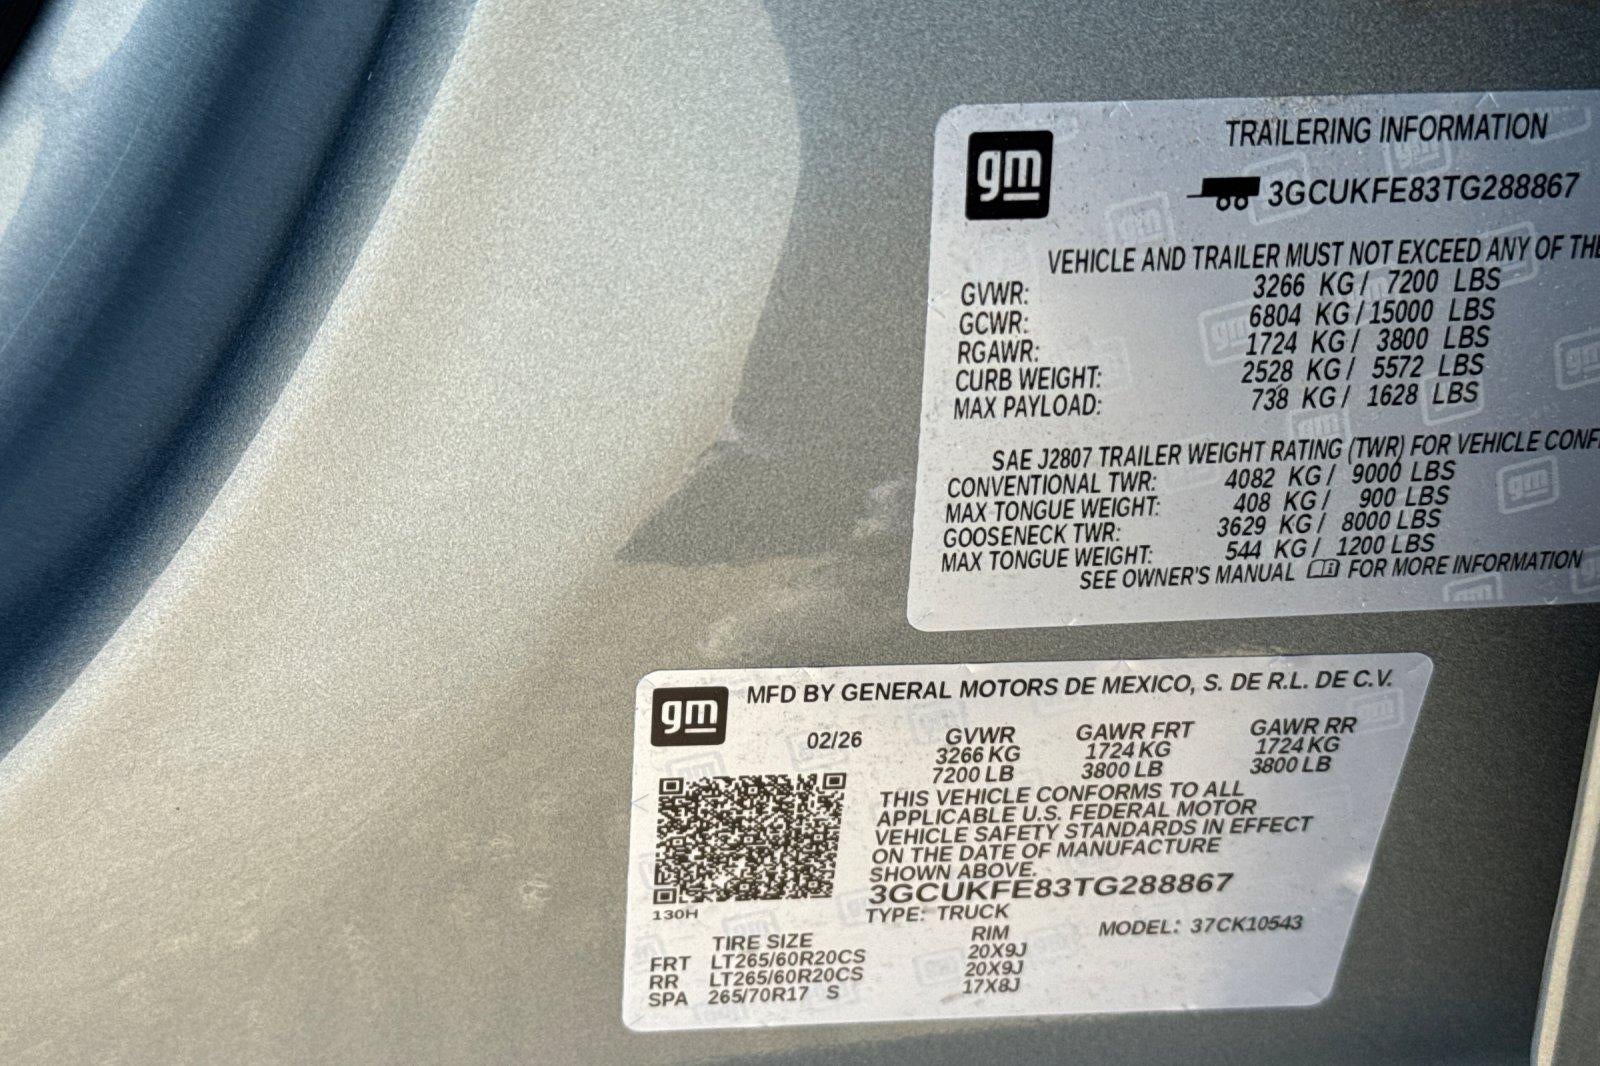 gm
TRAILERING INFORMATION
3GCUKFE83TG288867
VEHICLE AND TRAILER MUST NOT EXCEED ANY OF THE
GVWR: 3266 KG / 7200 LBS
GCWR: 6804 KG / 15000 LBS
RGAWR: 1724 KG / 3800 LBS
CURB WEIGHT: 2528 KG / 5572 LBS
MAX PAYLOAD: 738 KG / 1628 LBS
SAE J2807 TRAILER WEIGHT RATING (TWR) FOR VEHICLE CONF
CONVENTIONAL TWR: 4082 KG / 9000 LBS
MAX TONGUE WEIGHT: 408 KG / 900 LBS
GOOSENECK TWR: 3629 KG / 8000 LBS
MAX TONGUE WEIGHT: 544 KG / 1200 LBS
SEE OWNER'S MANUAL FOR MORE INFORMATION
gm
MFD BY GENERAL MOTORS DE MEXICO, S. DE R.L. DE C.V.
02/26 GVWR GAWR FRT GAWR RR
3266 KG 1724 KG 1724 KG
7200 LB 3800 LB 3800 LB
THIS VEHICLE CONFORMS TO ALL
APPLICABLE U.S. FEDERAL MOTOR
VEHICLE SAFETY STANDARDS IN EFFECT
ON THE DATE OF MANUFACTURE
SHOWN ABOVE.
3GCUKFE83TG288867
130H
TYPE: TRUCK
MODEL: 37CK10543
TIRE SIZE RIM
FRT LT265/60R20CS 20X9J
RR LT265/60R20CS 20X9J
SPA 265/70R17 S 17X8J